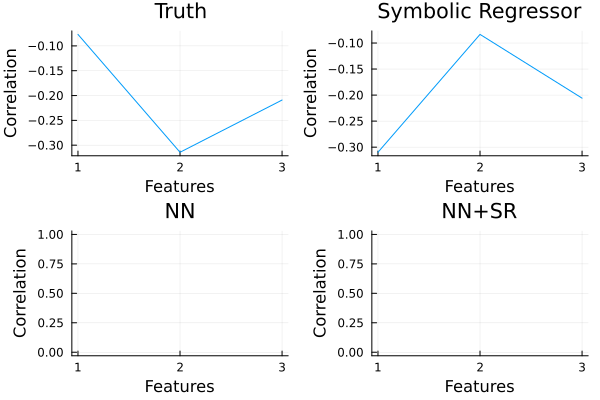 Truth
Correlation
−0.10
−0.15
−0.20
−0.25
−0.30
1 2 3
Features
Symbolic Regressor
Correlation
−0.10
−0.15
−0.20
−0.25
−0.30
1 2 3
Features
NN
Correlation
1.00
0.75
0.50
0.25
0.00
1 2 3
Features
NN+SR
Correlation
1.00
0.75
0.50
0.25
0.00
1 2 3
Features